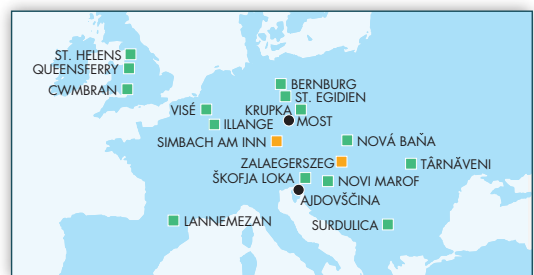 ST. HELENS
QUEENSFERRY
CWMBRAN
BERNBURG
ST. EGIDIEN
VISÉ
KRUPKA
ILLANGE
MOST
SIMBACH AM INN
NOVÁ BAŇA
ZALAEGERSZEG
TÂRNĂVENI
ŠKOFJA LOKA
NOVI MAROF
AJDOVŠČINA
LANNEMEZAN
SURDULICA